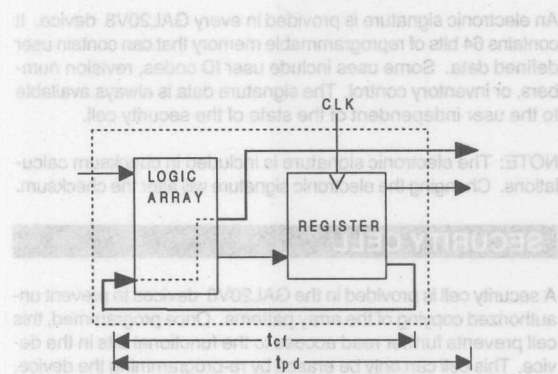 An electronic signature is provided in every GAL20V8 device. It
contains 64 bits of reprogrammable memory that can contain user
defined data. Some uses include user ID codes, revision num-
bers, or inventory control. The signature data is always available
to the user independent of the state of the security cell.
CLK
NOTE: The electronic signature is included in checksum calcu-
lations. Changing the electronic signature will alter the checksum.
LOGIC
ARRAY
REGISTER
SECURITY CELL
A security cell is provided in the GAL20V8 devices to prevent un-
authorized copying of the array patterns. Once programmed, this
cell prevents further read access to the functional bits in the de-
vice. This cell can only be erased by re-programming the device,
tcf
tpd